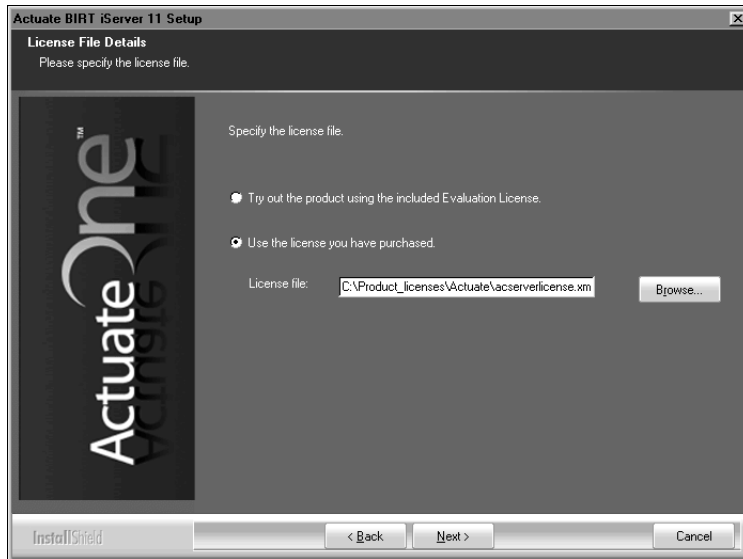 Actuate BIRT iServer 11 Setup
License File Details
Please specify the license file.
ActuateOne™
Specify the license file.
Try out the product using the included Evaluation License.
Use the license you have purchased.
License file:
C:\Product_licenses\Actuate\acserverlicense.xm
Browse...
InstallShield
< Back
Next >
Cancel